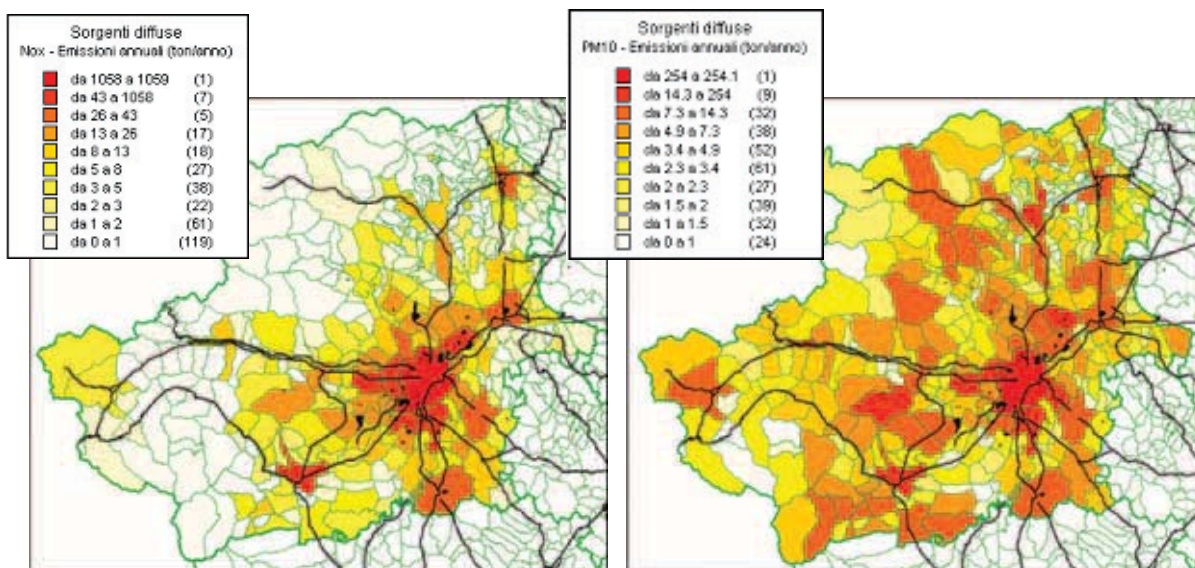 Sorgenti diffuse
Nox - Emissioni annuali (ton/anno)
da 1058 a 1059 (1)
da 43 a 1058 (7)
da 26 a 43 (5)
da 13 a 26 (17)
da 8 a 13 (18)
da 5 a 8 (27)
da 3 a 5 (38)
da 2 a 3 (22)
da 1 a 2 (61)
da 0 a 1 (119)
Sorgenti diffuse
PM10 - Emissioni annuali (ton/anno)
da 254 a 254.1 (1)
da 14.3 a 254 (9)
da 7.3 a 14.3 (32)
da 4.9 a 7.3 (38)
da 3.4 a 4.9 (52)
da 2.3 a 3.4 (61)
da 2 a 2.3 (27)
da 1.5 a 2 (39)
da 1 a 1.5 (32)
da 0 a 1 (24)